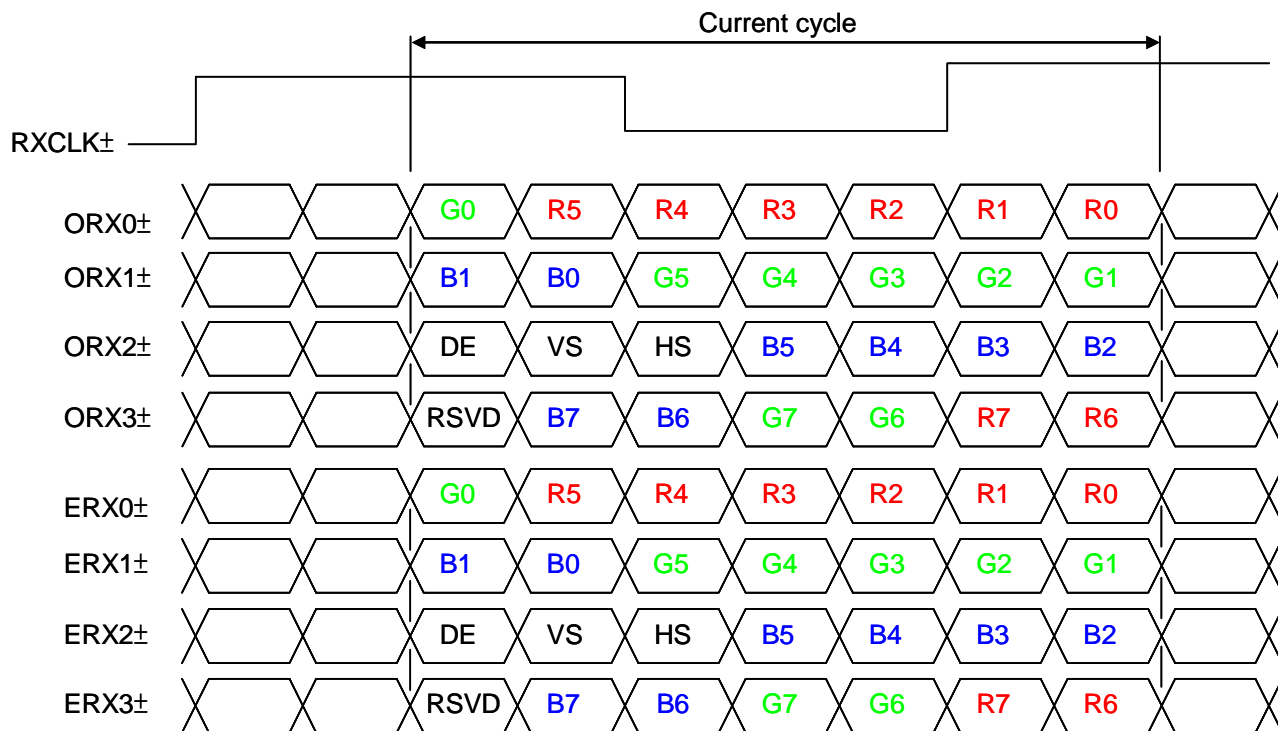 Current cycle
RXCLK±
ORX0± G0 R5 R4 R3 R2 R1 R0
ORX1± B1 B0 G5 G4 G3 G2 G1
ORX2± DE VS HS B5 B4 B3 B2
ORX3± RSVD B7 B6 G7 G6 R7 R6
ERX0± G0 R5 R4 R3 R2 R1 R0
ERX1± B1 B0 G5 G4 G3 G2 G1
ERX2± DE VS HS B5 B4 B3 B2
ERX3± RSVD B7 B6 G7 G6 R7 R6